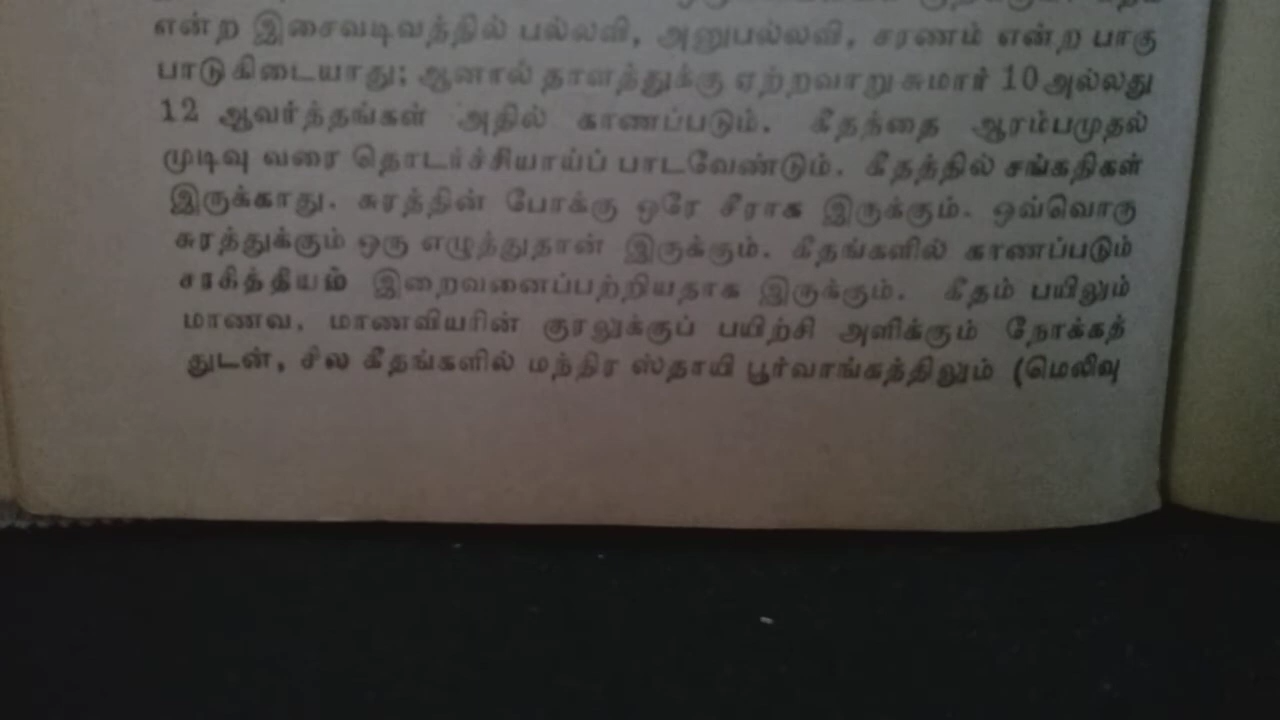 என்ற இசைவடிவத்தில் பல்லவி, அனுபல்லவி, சரணம் என்ற பாகு
பாடுகிடையாது; ஆனால் தாளத்துக்கு ஏற்றவாறு சுமார் 10 அல்லது
12 ஆவர்த்தங்கள் அதில் காணப்படும். கீதத்தை ஆரம்பமுதல்
முடிவு வரை தொடர்ச்சியாய்ப் பாடவேண்டும். கீதத்தில் சங்கதிகள்
இருக்காது. சுரத்தின் போக்கு ஒரே சீராக இருக்கும். ஒவ்வொரு
சுரத்துக்கும் ஒரு எழுத்துதான் இருக்கும். கீதங்களில் காணப்படும்
சாகித்தியம் இறைவனைப்பற்றியதாக இருக்கும். கீதம் பயிலும்
மாணவ, மாணவியரின் குரலுக்குப் பயிற்சி அளிக்கும் நோக்கத்
துடன், சில கீதங்களில் மந்திர ஸ்தாயி பூர்வாங்கத்திலும் (மெலிவு